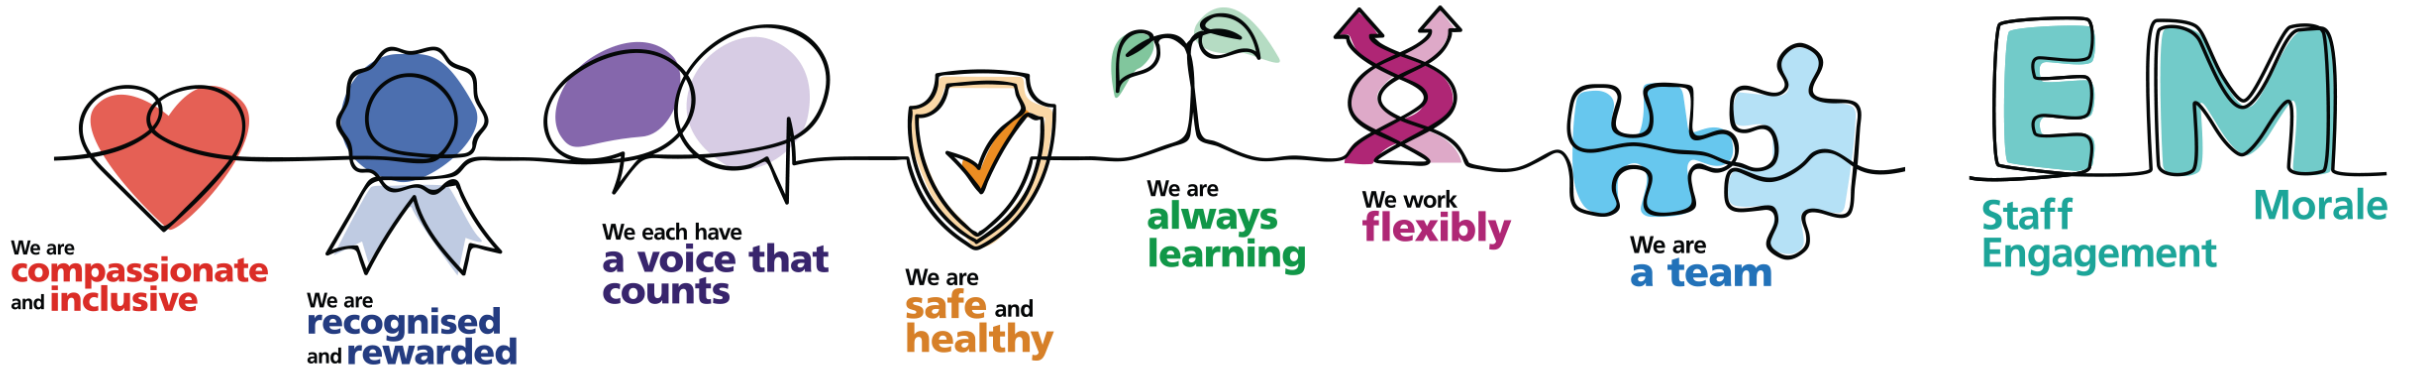 We are
compassionate
and inclusive
We are
recognised
and rewarded
We each have
a voice that
counts
We are
safe and
healthy
We are
always
learning
We work
flexibly
We are
a team
E
Staff
Engagement
M
Morale